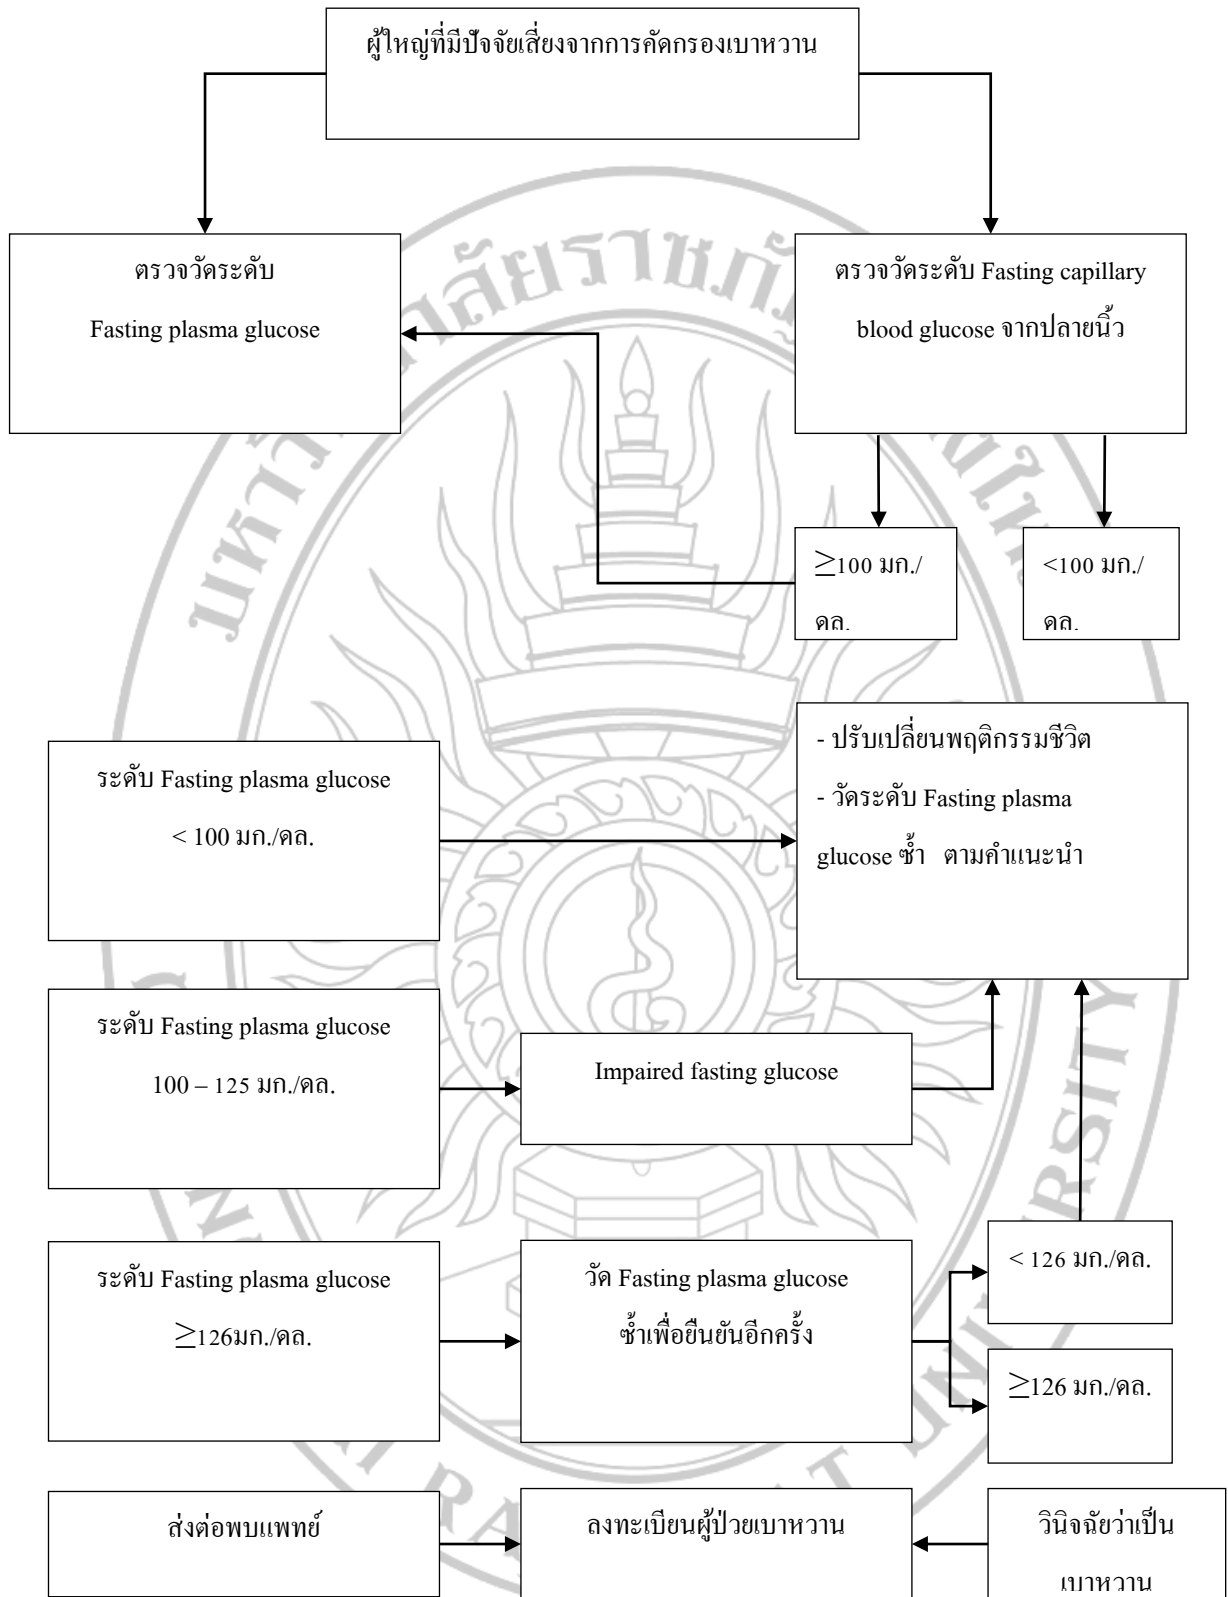 ผู้ใหญ่ที่มีปัจจัยเสี่ยงจากการคัดกรองเบาหวาน
ตรวจวัดระดับ
Fasting plasma glucose
ตรวจวัดระดับ Fasting capillary
blood glucose จากปลายนิ้ว
≥100 มก./
ดล.
<100 มก./
ดล.
ระดับ Fasting plasma glucose
< 100 มก./ดล.
- ปรับเปลี่ยนพฤติกรรมชีวิต
- วัดระดับ Fasting plasma
glucose ซ้ำ ตามคำแนะนำ
ระดับ Fasting plasma glucose
100 – 125 มก./ดล.
Impaired fasting glucose
ระดับ Fasting plasma glucose
≥126มก./ดล.
วัด Fasting plasma glucose
ซ้ำเพื่อยืนยันอีกครั้ง
< 126 มก./ดล.
≥126 มก./ดล.
ส่งต่อพบแพทย์
ลงทะเบียนผู้ป่วยเบาหวาน
วินิจฉัยว่าเป็น
เบาหวาน